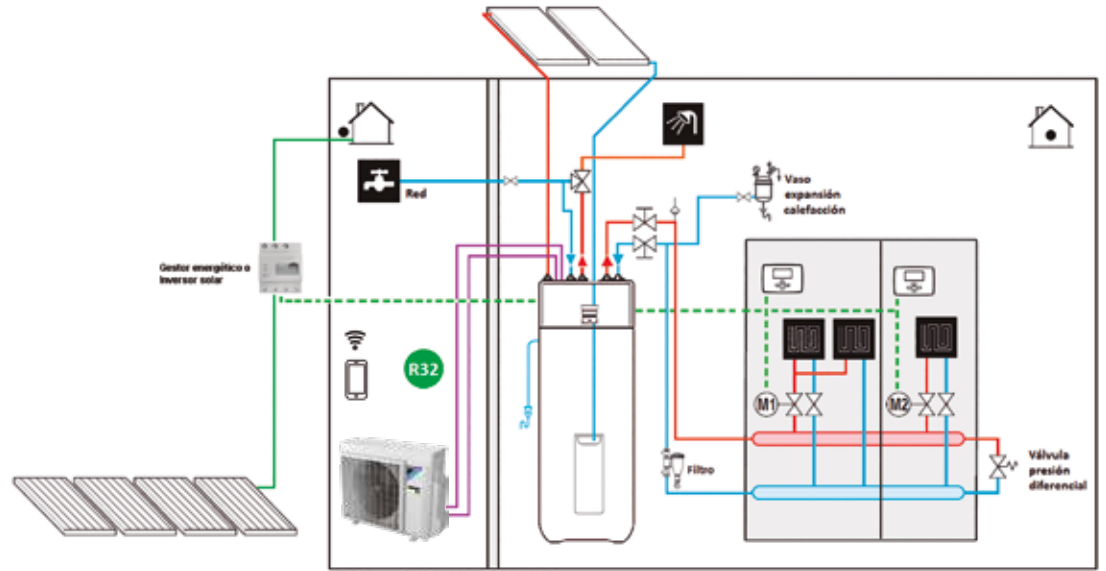 Red
Vaso
expansión
calefacción
Gestor energético o
Inversor solar
R32
M1
M2
Filtro
Válvula
presión
diferencial